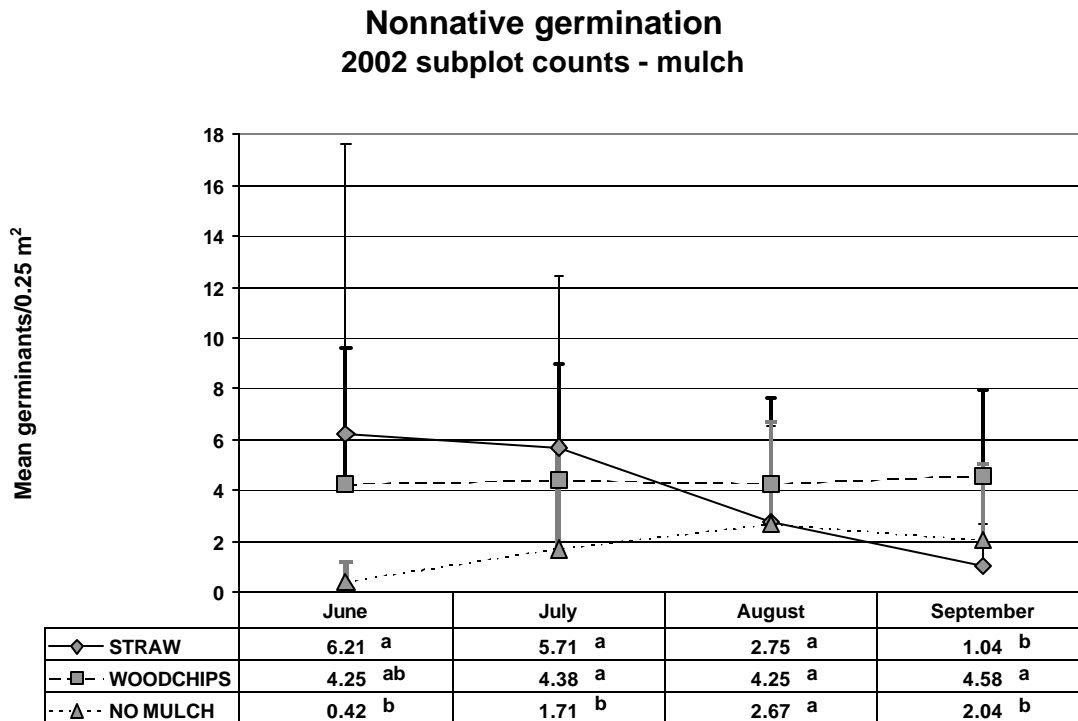 Nonnative germination
2002 subplot counts - mulch
Mean germinants/0.25 m²
18
16
14
12
10
8
6
4
2
0
June July August September
STRAW 6.21 a 5.71 a 2.75 a 1.04 b
WOODCHIPS 4.25 ab 4.38 a 4.25 a 4.58 a
NO MULCH 0.42 b 1.71 b 2.67 a 2.04 b